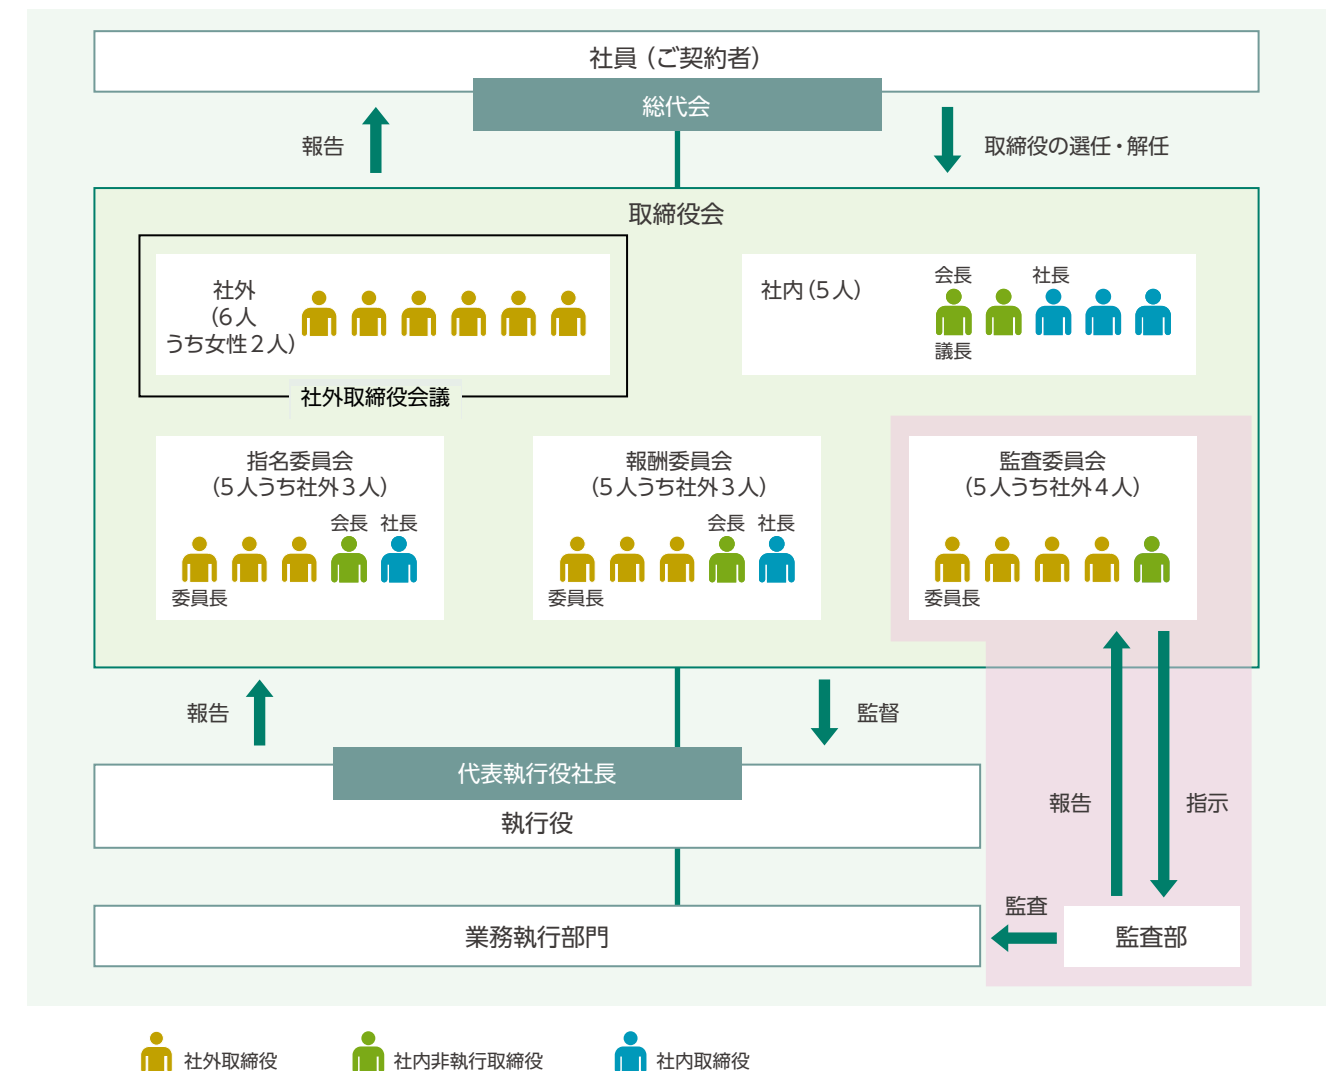 社員（ご契約者）
総代会
報告
取締役の選任・解任
取締役会
社外
（6人
うち女性2人）
社外取締役会議
社内（5人）
会長
社長
議長
指名委員会
（5人うち社外3人）
会長 社長
委員長
報酬委員会
（5人うち社外3人）
会長 社長
委員長
監査委員会
（5人うち社外4人）
委員長
報告
監督
代表執行役社長
執行役
報告
指示
監査
業務執行部門
監査部
社外取締役
社内非執行取締役
社内取締役